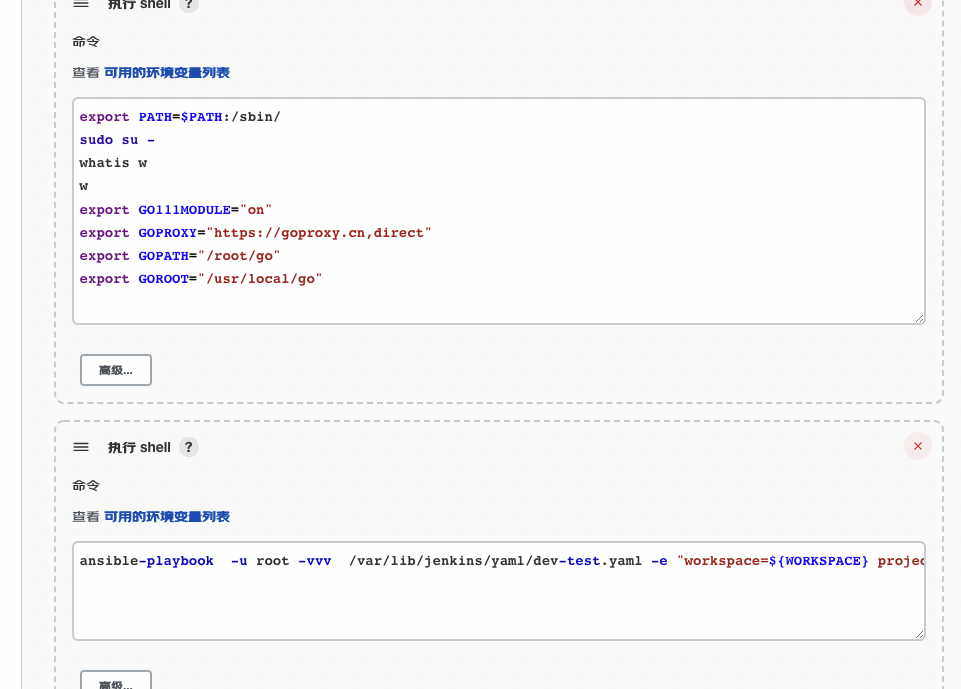 执行 shell ?
命令
查看 可用的环境变量列表
export PATH=$PATH:/sbin/
sudo su -
whatis w
w
export GO111MODULE="on"
export GOPROXY="https://goproxy.cn,direct"
export GOPATH="/root/go"
export GOROOT="/usr/local/go"
高级...
执行 shell ?
命令
查看 可用的环境变量列表
ansible-playbook  -u root -vvv  /var/lib/jenkins/yaml/dev-test.yaml -e "workspace=${WORKSPACE} projec
高级...